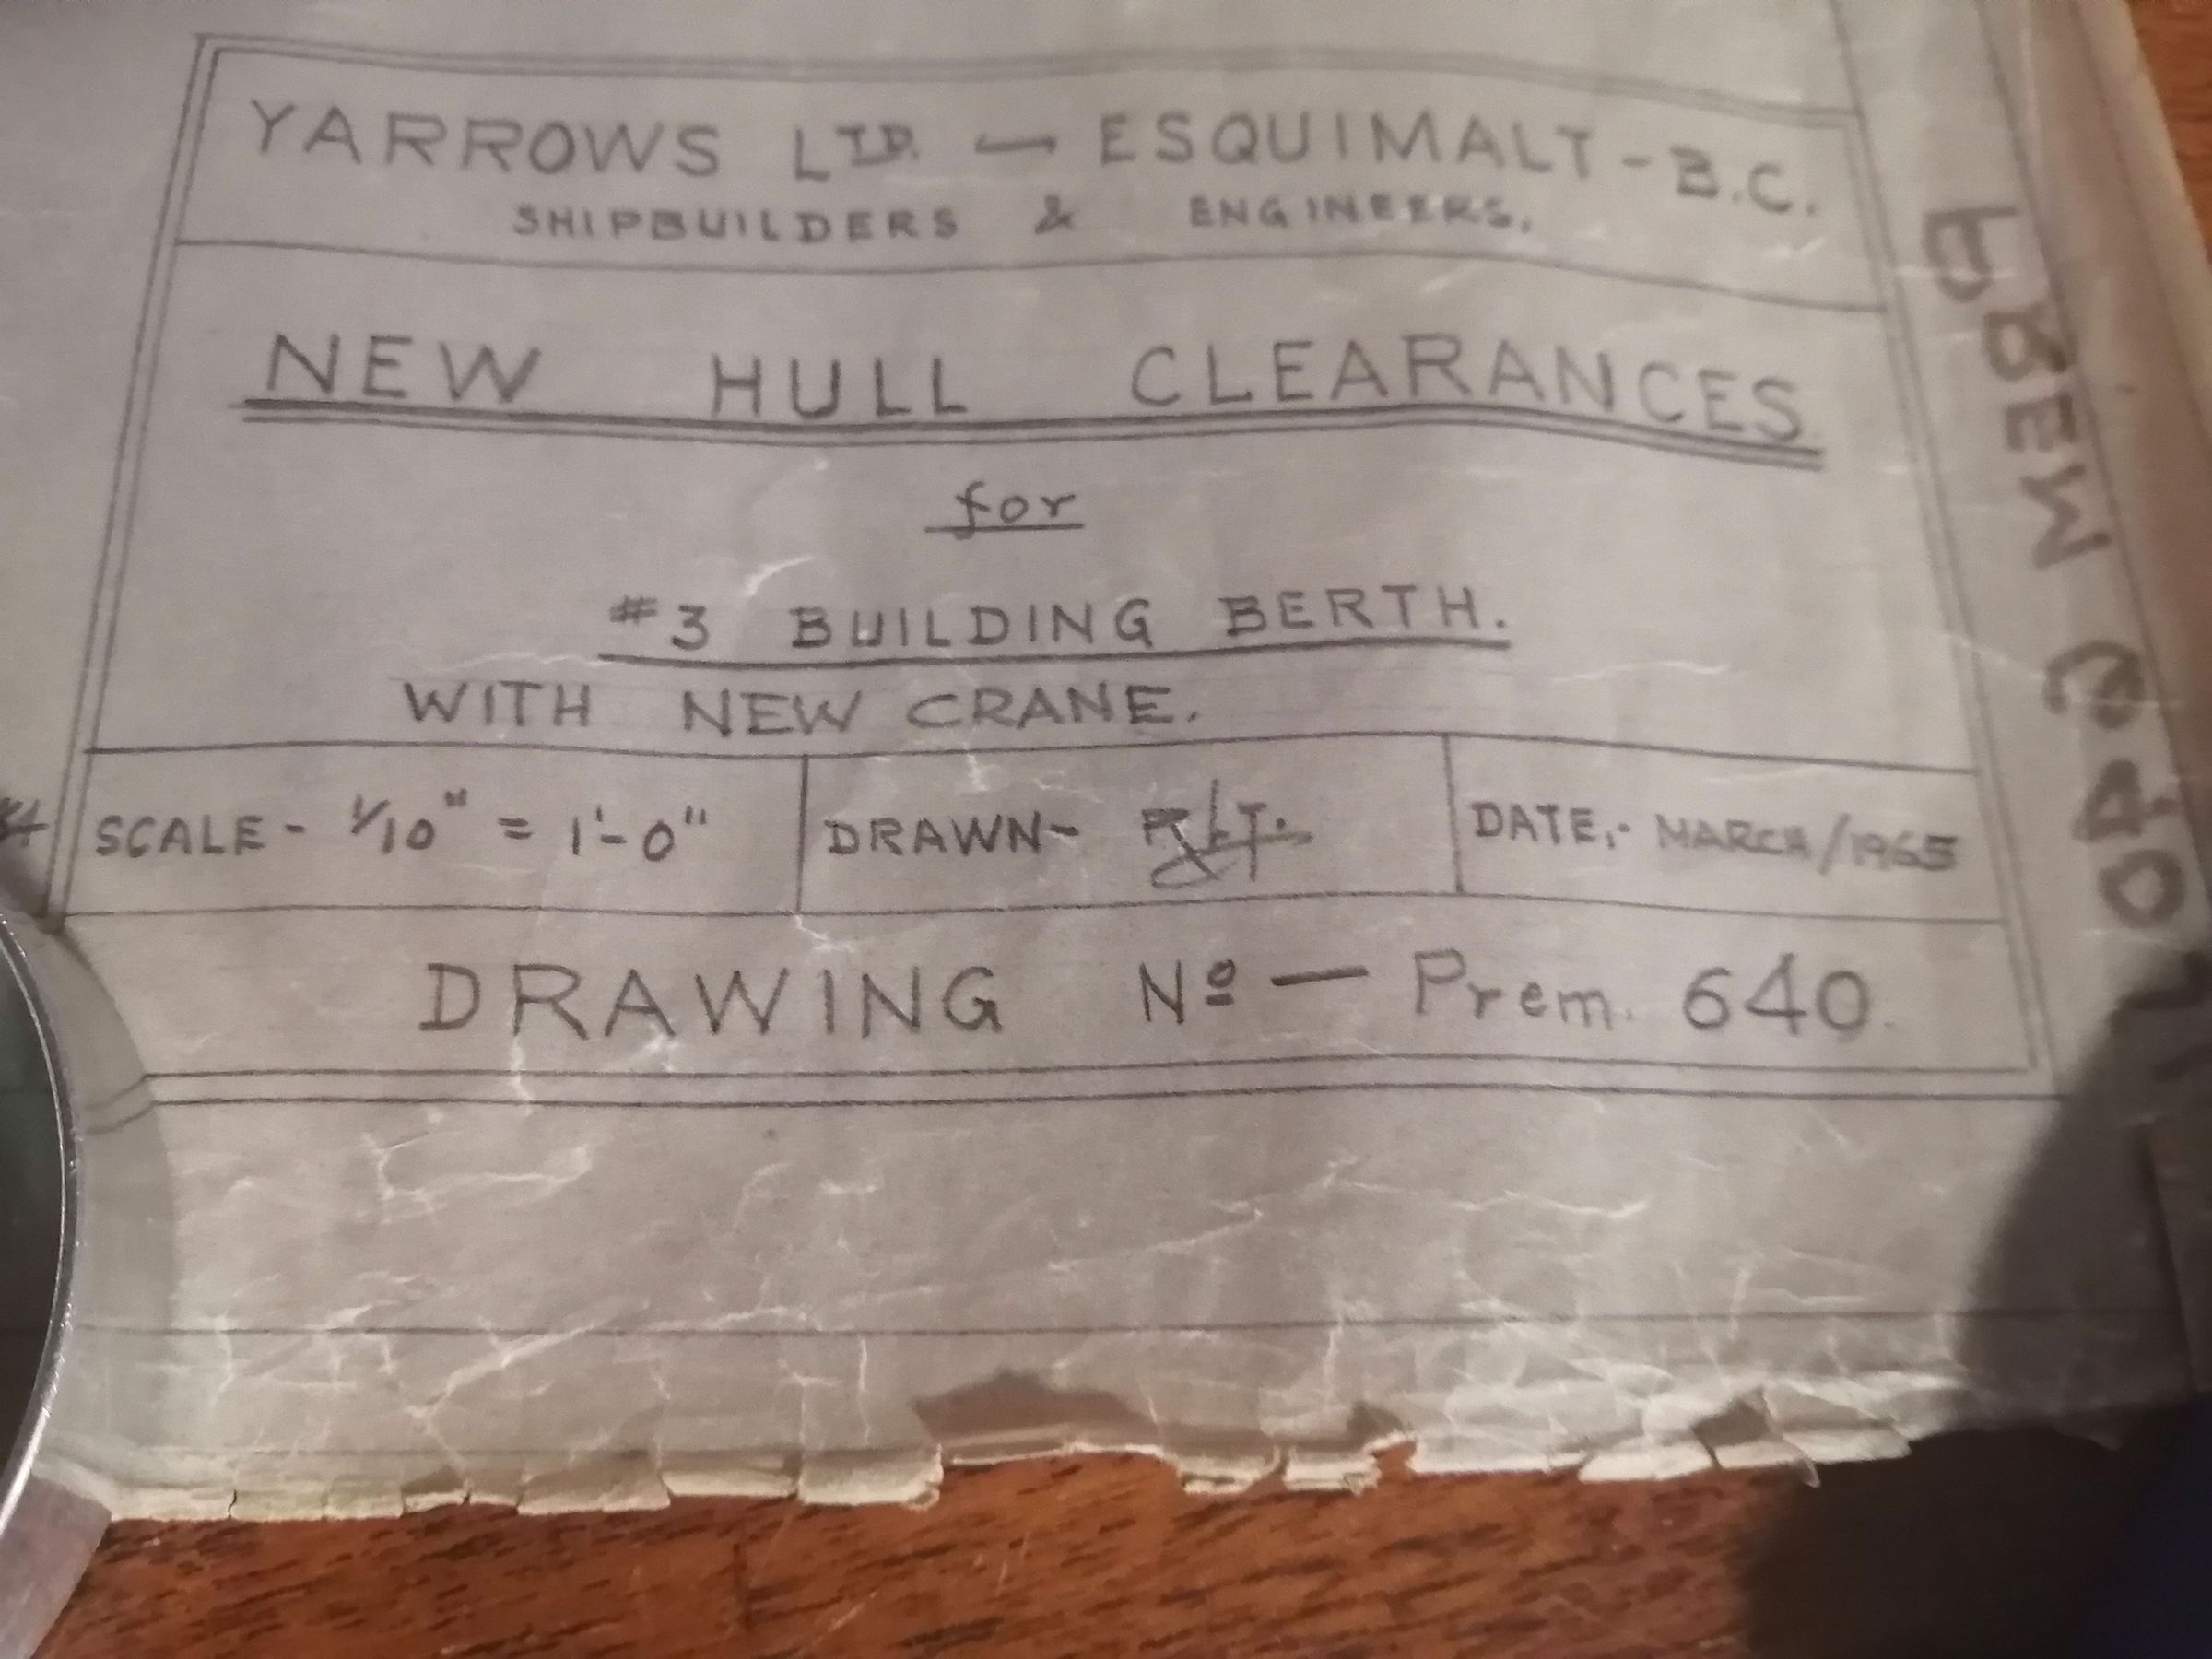 YARROWS LTD. — ESQUIMALT - B.C.
SHIPBUILDERS & ENGINEERS.
NEW HULL CLEARANCES
for
#3 BUILDING BERTH.
WITH NEW CRANE.
SCALE - 1/10" = 1'-0"
DRAWN-
DATE,- MARCH/1965
DRAWING Nº — Prem. 640.
PREM 640